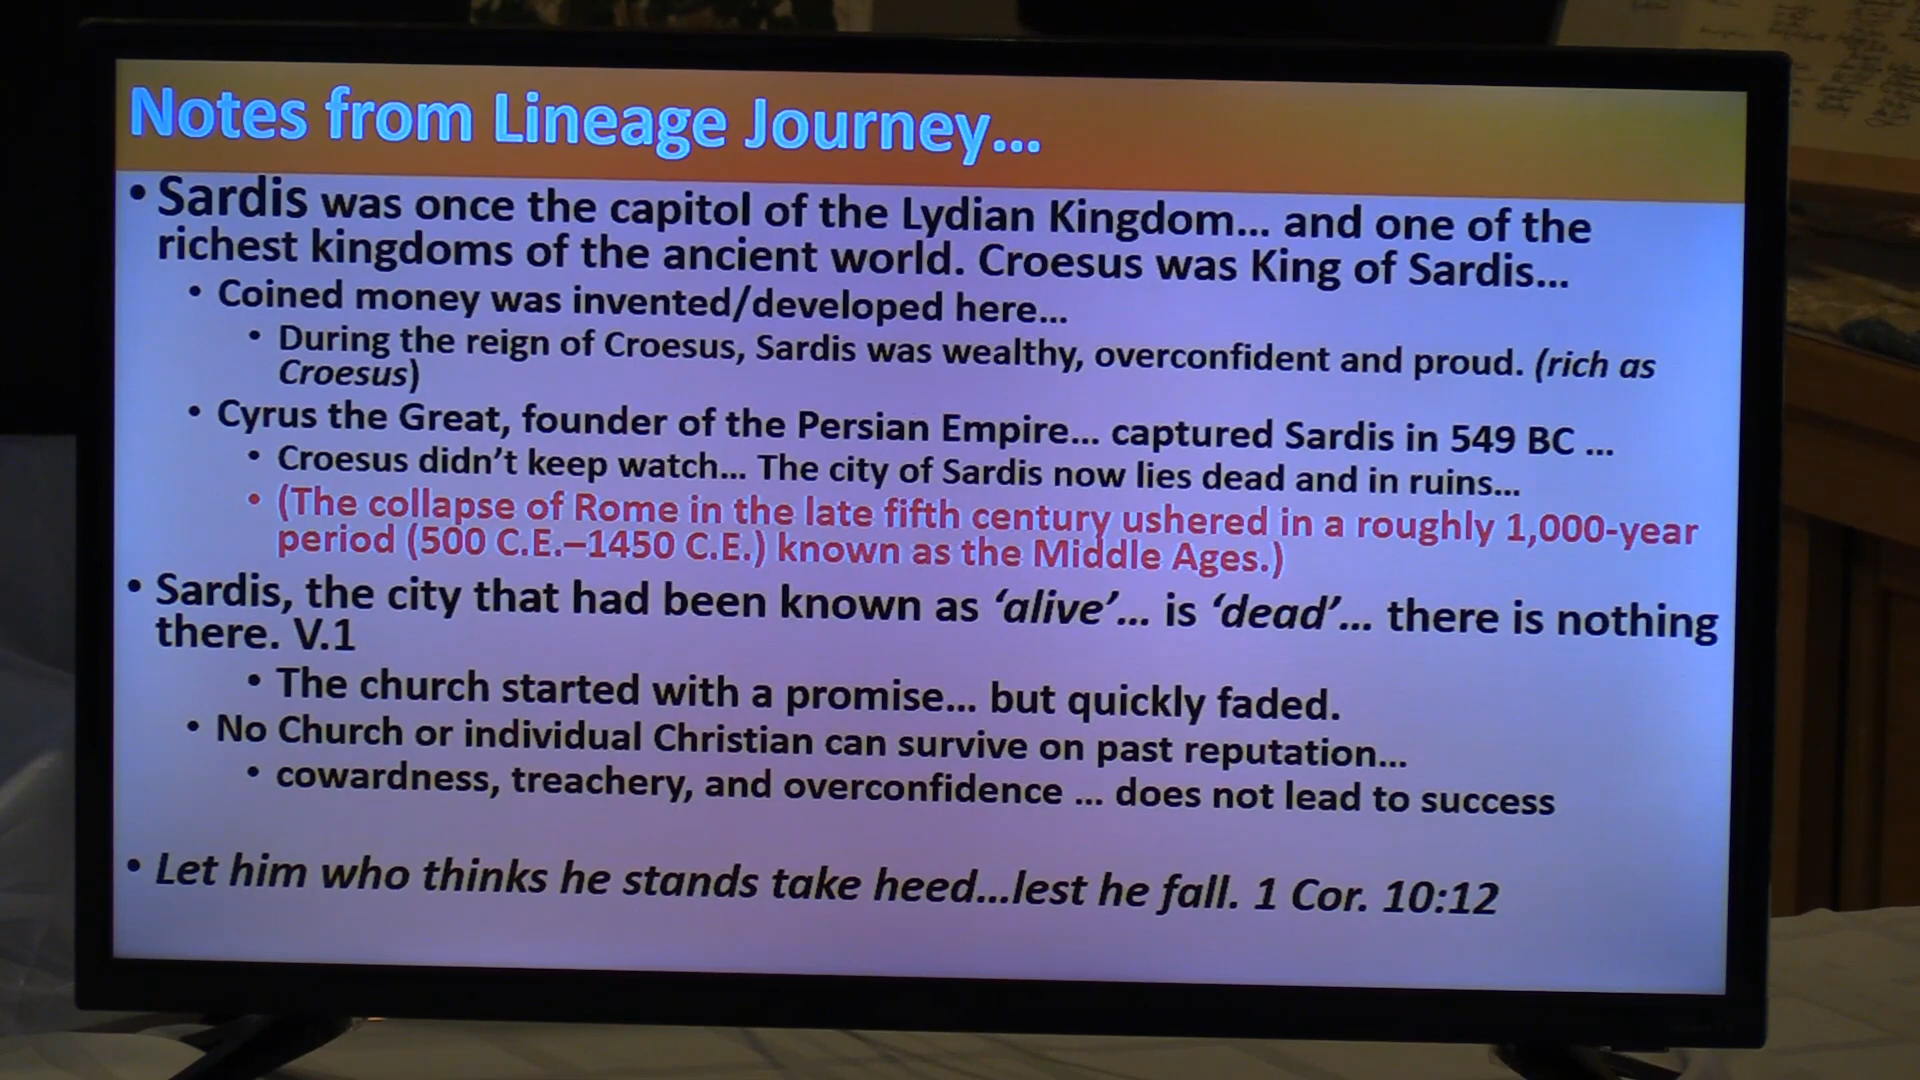 Notes from Lineage Journey...
• Sardis was once the capitol of the Lydian Kingdom... and one of the
richest kingdoms of the ancient world. Croesus was King of Sardis...
• Coined money was invented/developed here...
• During the reign of Croesus, Sardis was wealthy, overconfident and proud. (rich as
Croesus)
• Cyrus the Great, founder of the Persian Empire... captured Sardis in 549 BC ...
• Croesus didn't keep watch... The city of Sardis now lies dead and in ruins...
• (The collapse of Rome in the late fifth century ushered in a roughly 1,000-year
period (500 C.E.–1450 C.E.) known as the Middle Ages.)
• Sardis, the city that had been known as ‘alive’... is ‘dead’... there is nothing
there. V.1
• The church started with a promise... but quickly faded.
• No Church or individual Christian can survive on past reputation...
• cowardness, treachery, and overconfidence ... does not lead to success
• Let him who thinks he stands take heed...lest he fall. 1 Cor. 10:12